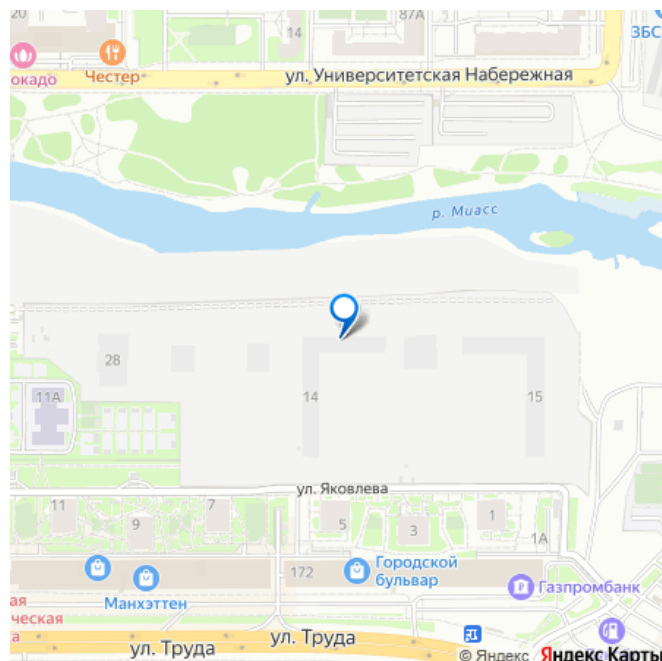 20
87А
14
ЗБС
окадо
Честер
ул. Университетская Набережная
р. Миасс
28
11А
14
15
ул. Яковлева
11
7
9
5
3
1
1А
172
Городской
бульвар
Манхэттен
Газпромбанк
ая
ческая
а
ул. Труда
ул. Труда
© Яндекс
Яндекс Карты